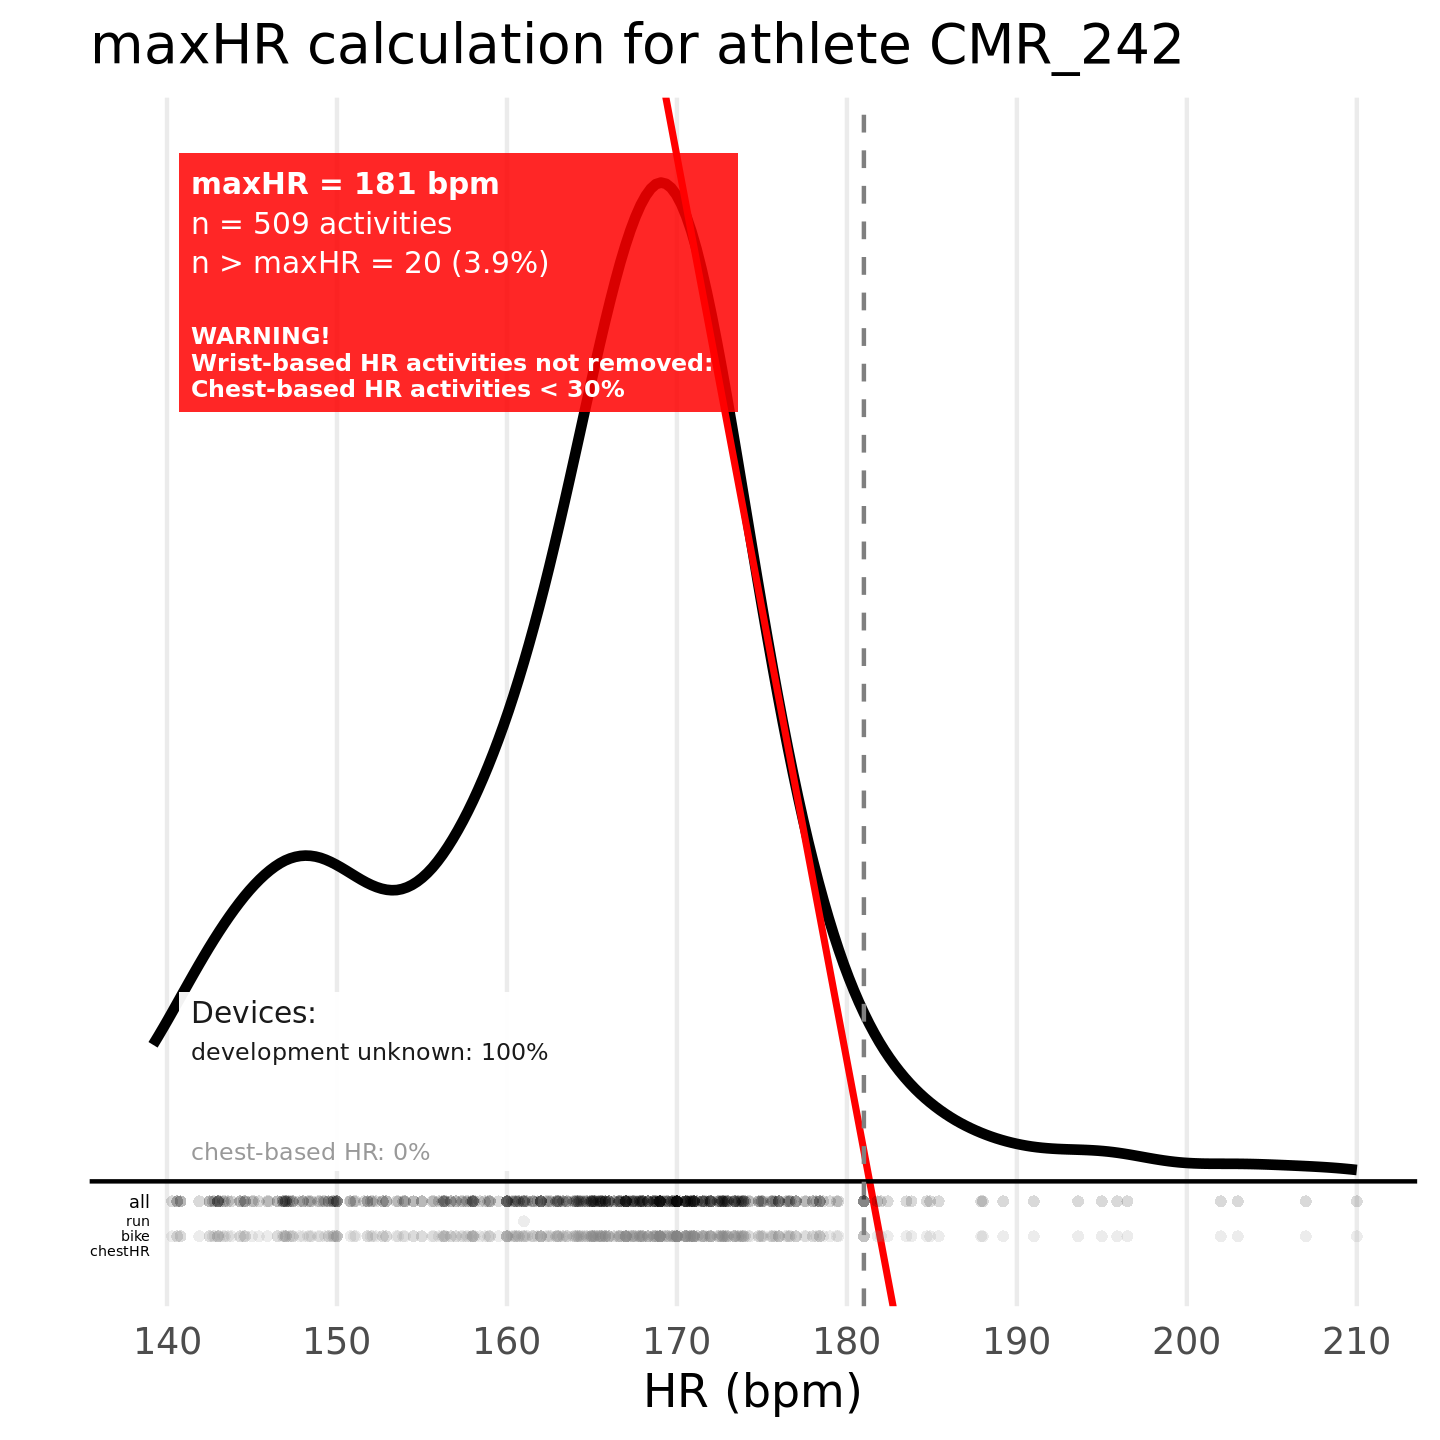 maxHR calculation for athlete CMR_242
maxHR = 181 bpm
n = 509 activities
n > maxHR = 20 (3.9%)
WARNING!
Wrist-based HR activities not removed:
Chest-based HR activities < 30%
Devices:
development unknown: 100%
chest-based HR: 0%
all
run
bike
chestHR
140 150 160 170 180 190 200 210
HR (bpm)